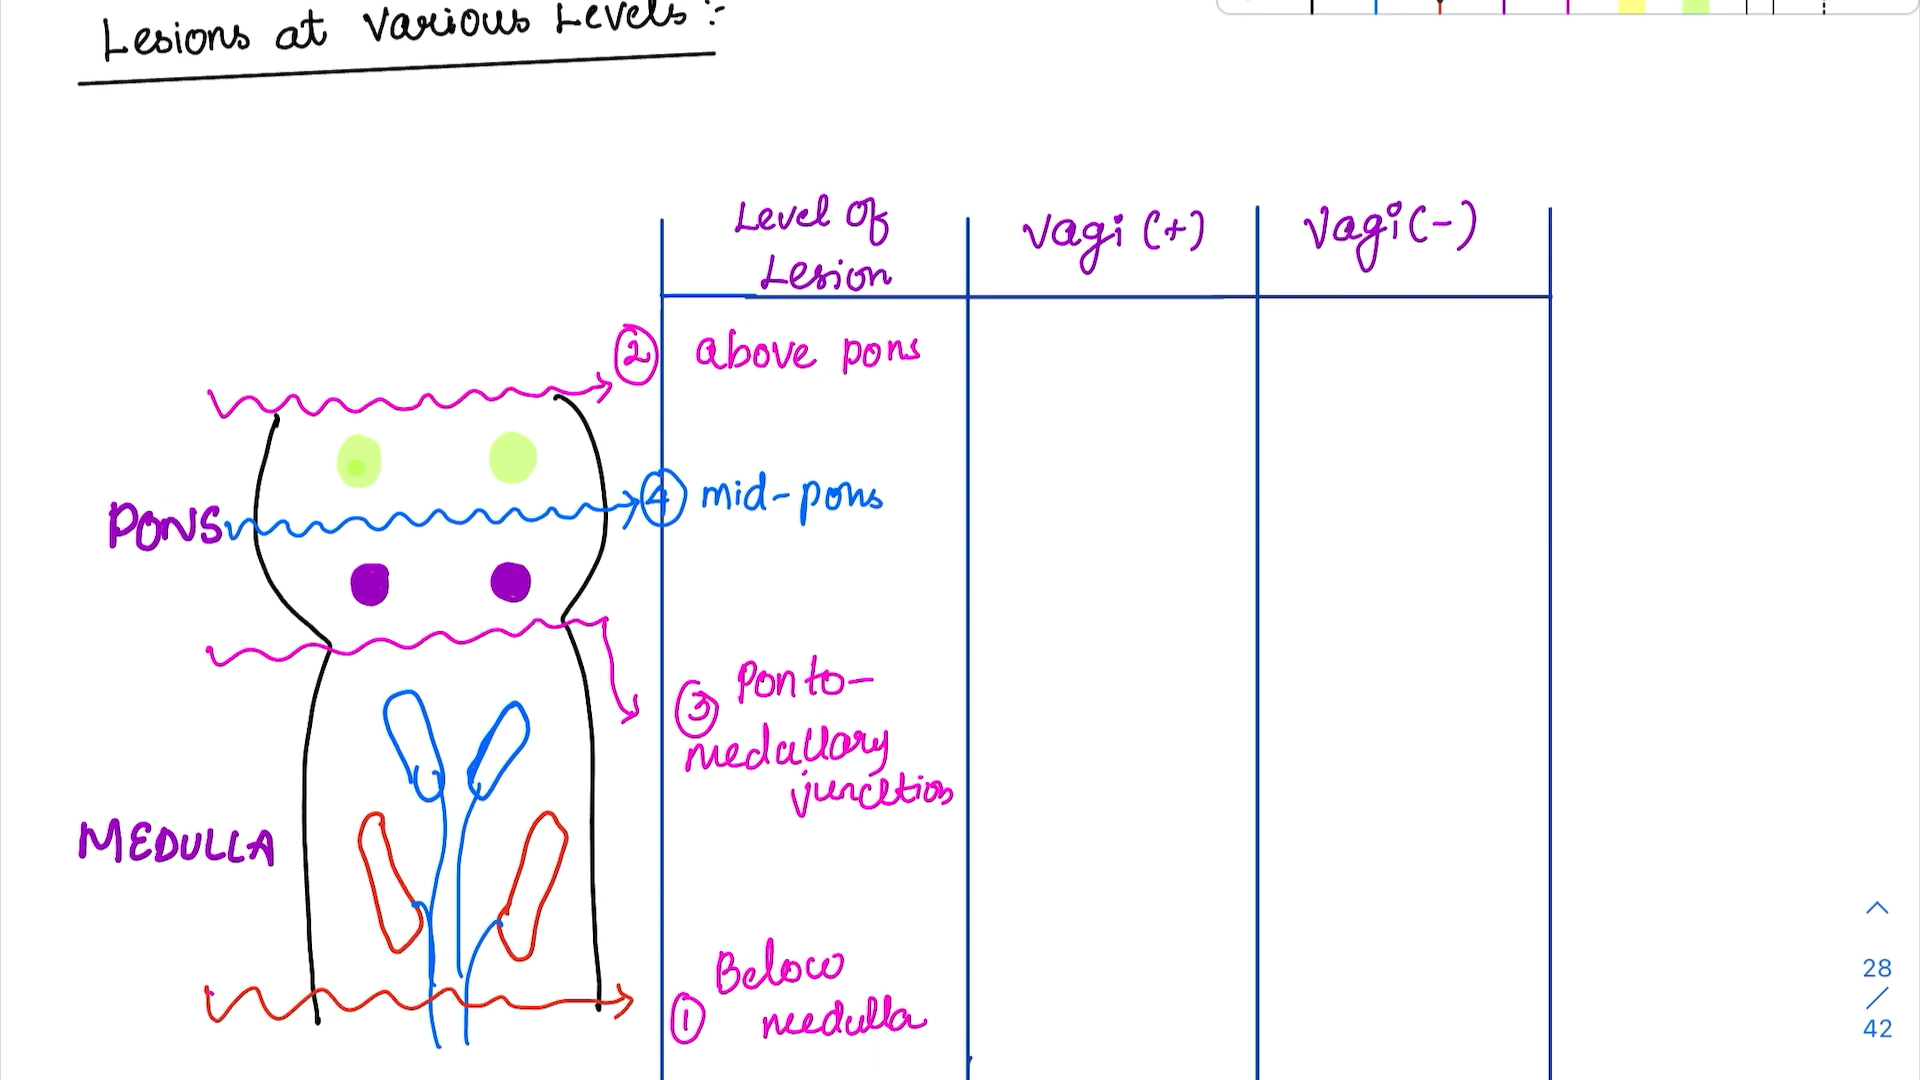 Lesions at various Levels :-
Level of
Lesion
Vagi (+)
Vagi (-)
② above pons
PONS
④ mid-pons
③ Ponto-
medullary
junction
MEDULLA
① Below
medulla
28
/
42